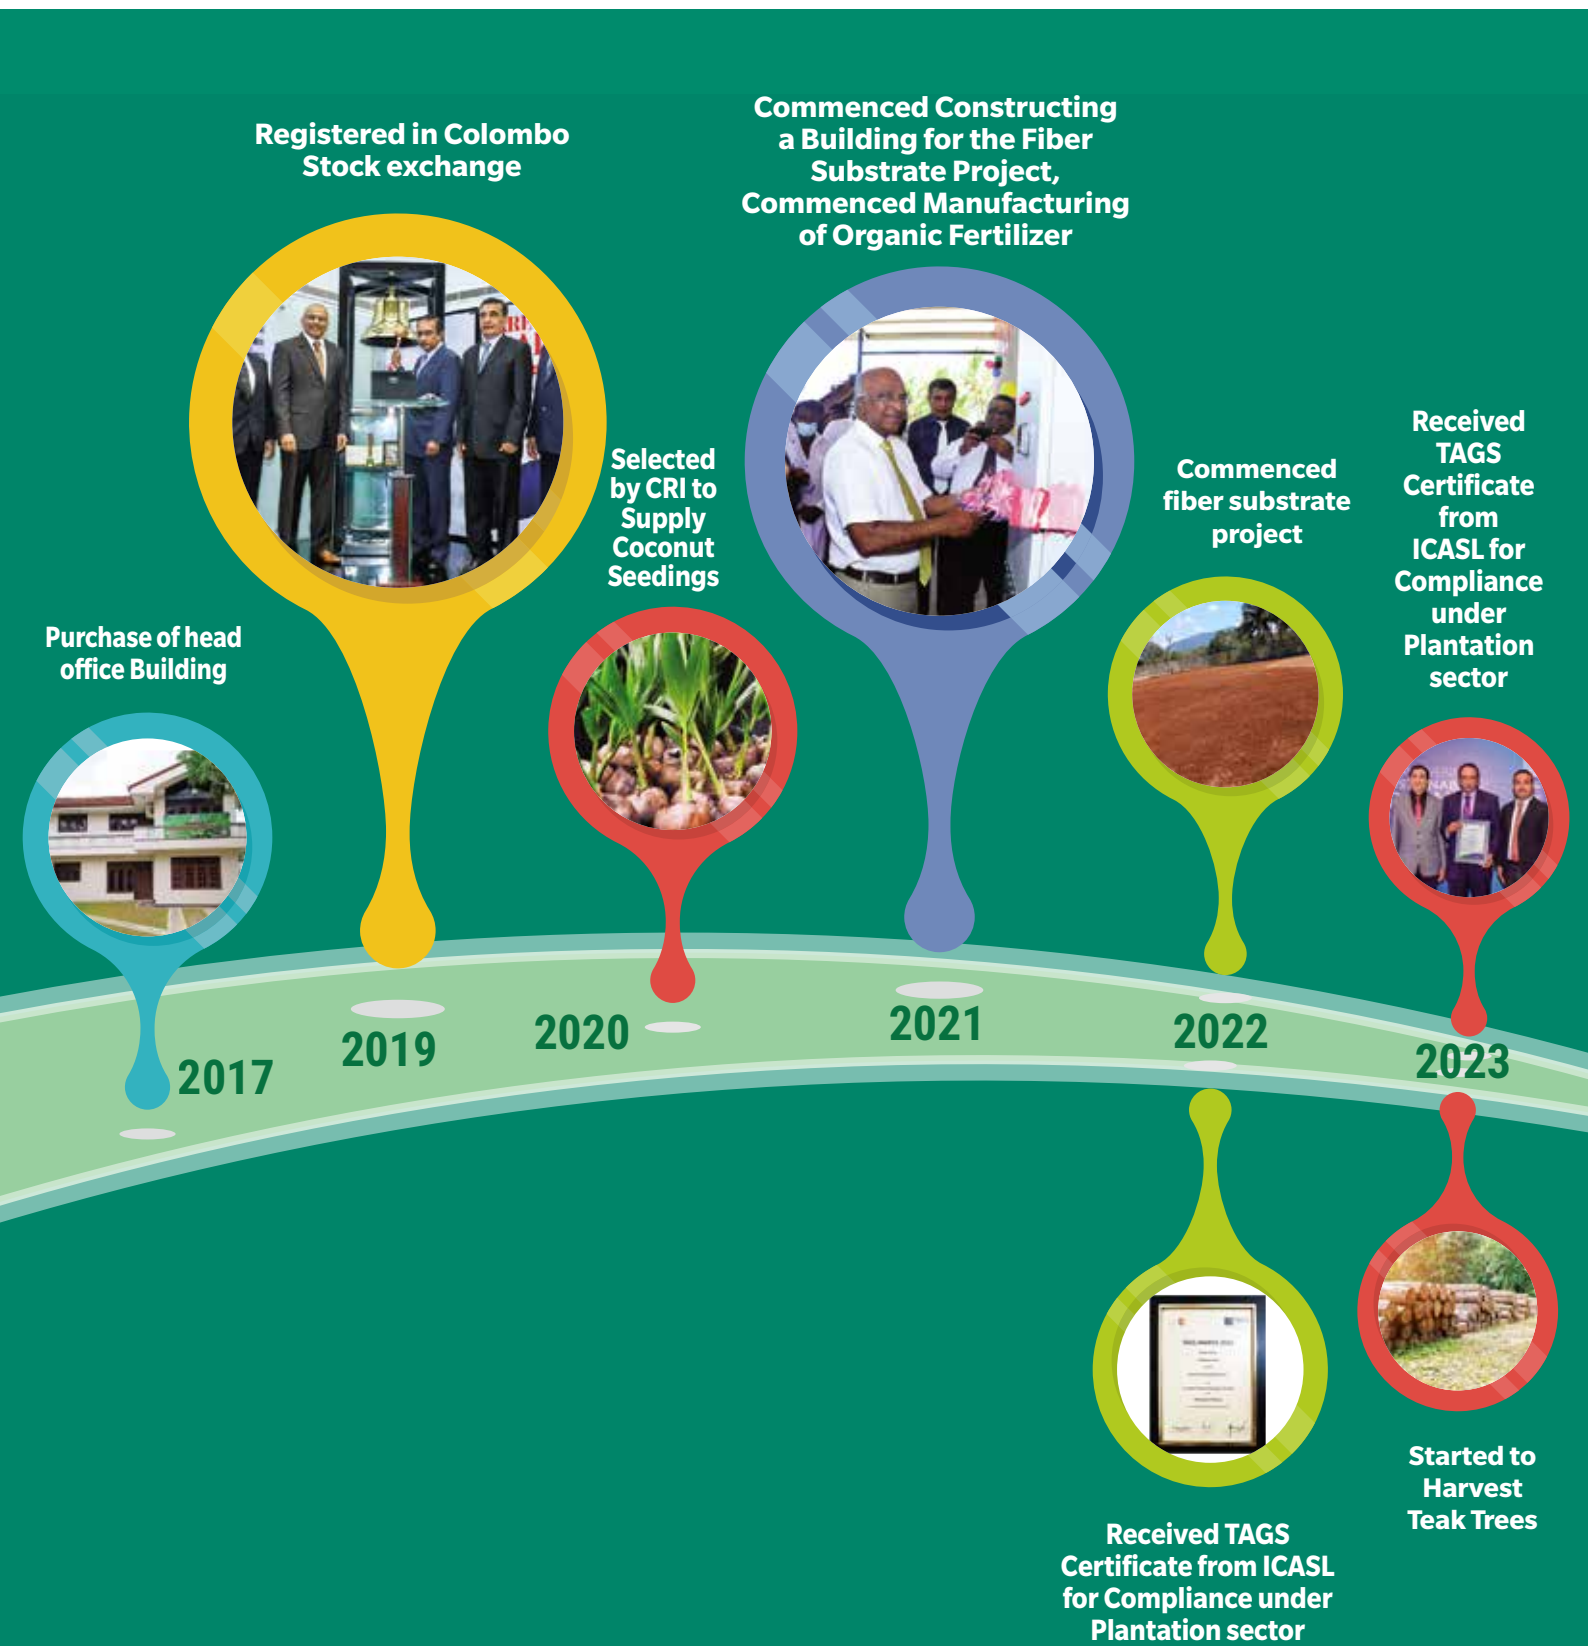 Registered in Colombo
Stock exchange
Commenced Constructing
a Building for the Fiber
Substrate Project,
Commenced Manufacturing
of Organic Fertilizer
Selected
by CRI to
Supply
Coconut
Seedings
Commenced
fiber substrate
project
Received
TAGS
Certificate
from
ICASL for
Compliance
under
Plantation
sector
Purchase of head
office Building
2017
2019
2020
2021
2022
2023
Started to
Harvest
Teak Trees
Received TAGS
Certificate from ICASL
for Compliance under
Plantation sector